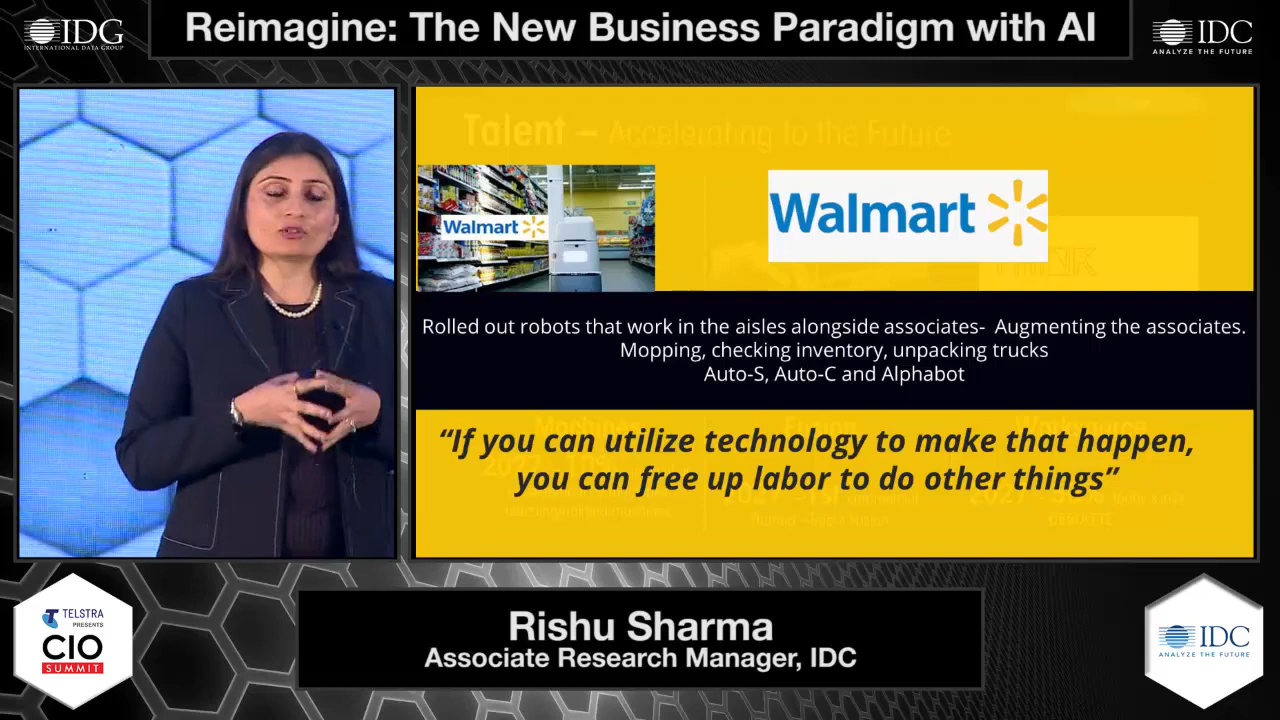 IDG
INTERNATIONAL DATA GROUP
Reimagine: The New Business Paradigm with AI
IDC
ANALYZE THE FUTURE
Talent – Accelerating to the Future
Walmart
Walmart
Rolled out robots that work in the aisles alongside associates- Augmenting the associates.
Mopping, checking inventory, unpacking trucks
Auto-S, Auto-C and Alphabot
Machines
“If you can utilize technology to make that happen,
you can free up labor to do other things”
TELSTRA
PRESENTS
CIO
SUMMIT
Rishu Sharma
Associate Research Manager, IDC
IDC
ANALYZE THE FUTURE